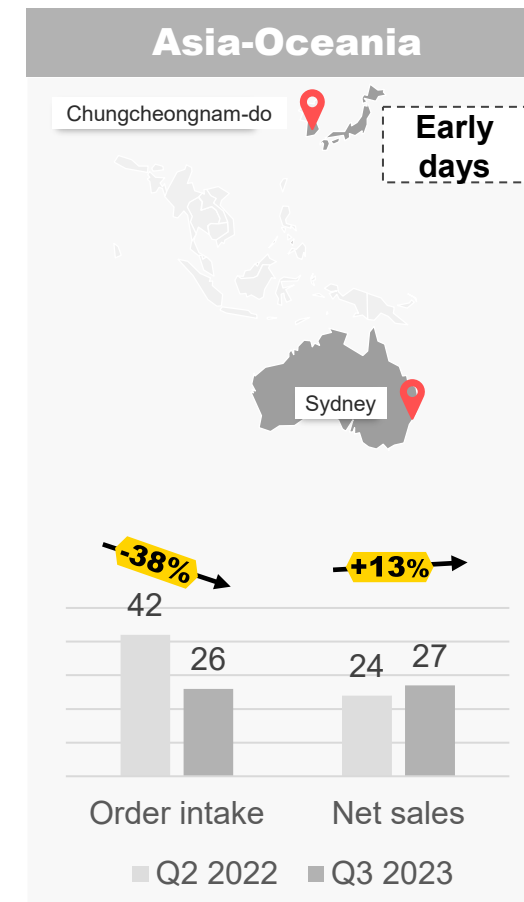 Asia-Oceania
Chungcheongnam-do
Early
days
Sydney
-38%
+13%
42
26
24
27
Order intake
Net sales
Q2 2022
Q3 2023